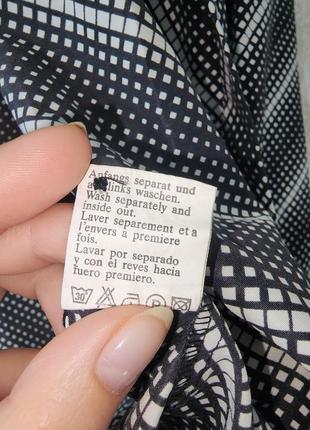 Anfangs separat und
auf links waschen.
Wash separately and
inside out.
Laver separement et a
l'envers a premiere
fois.
Lavar por separado
y con el reves hacia
fuero premiero.
30°